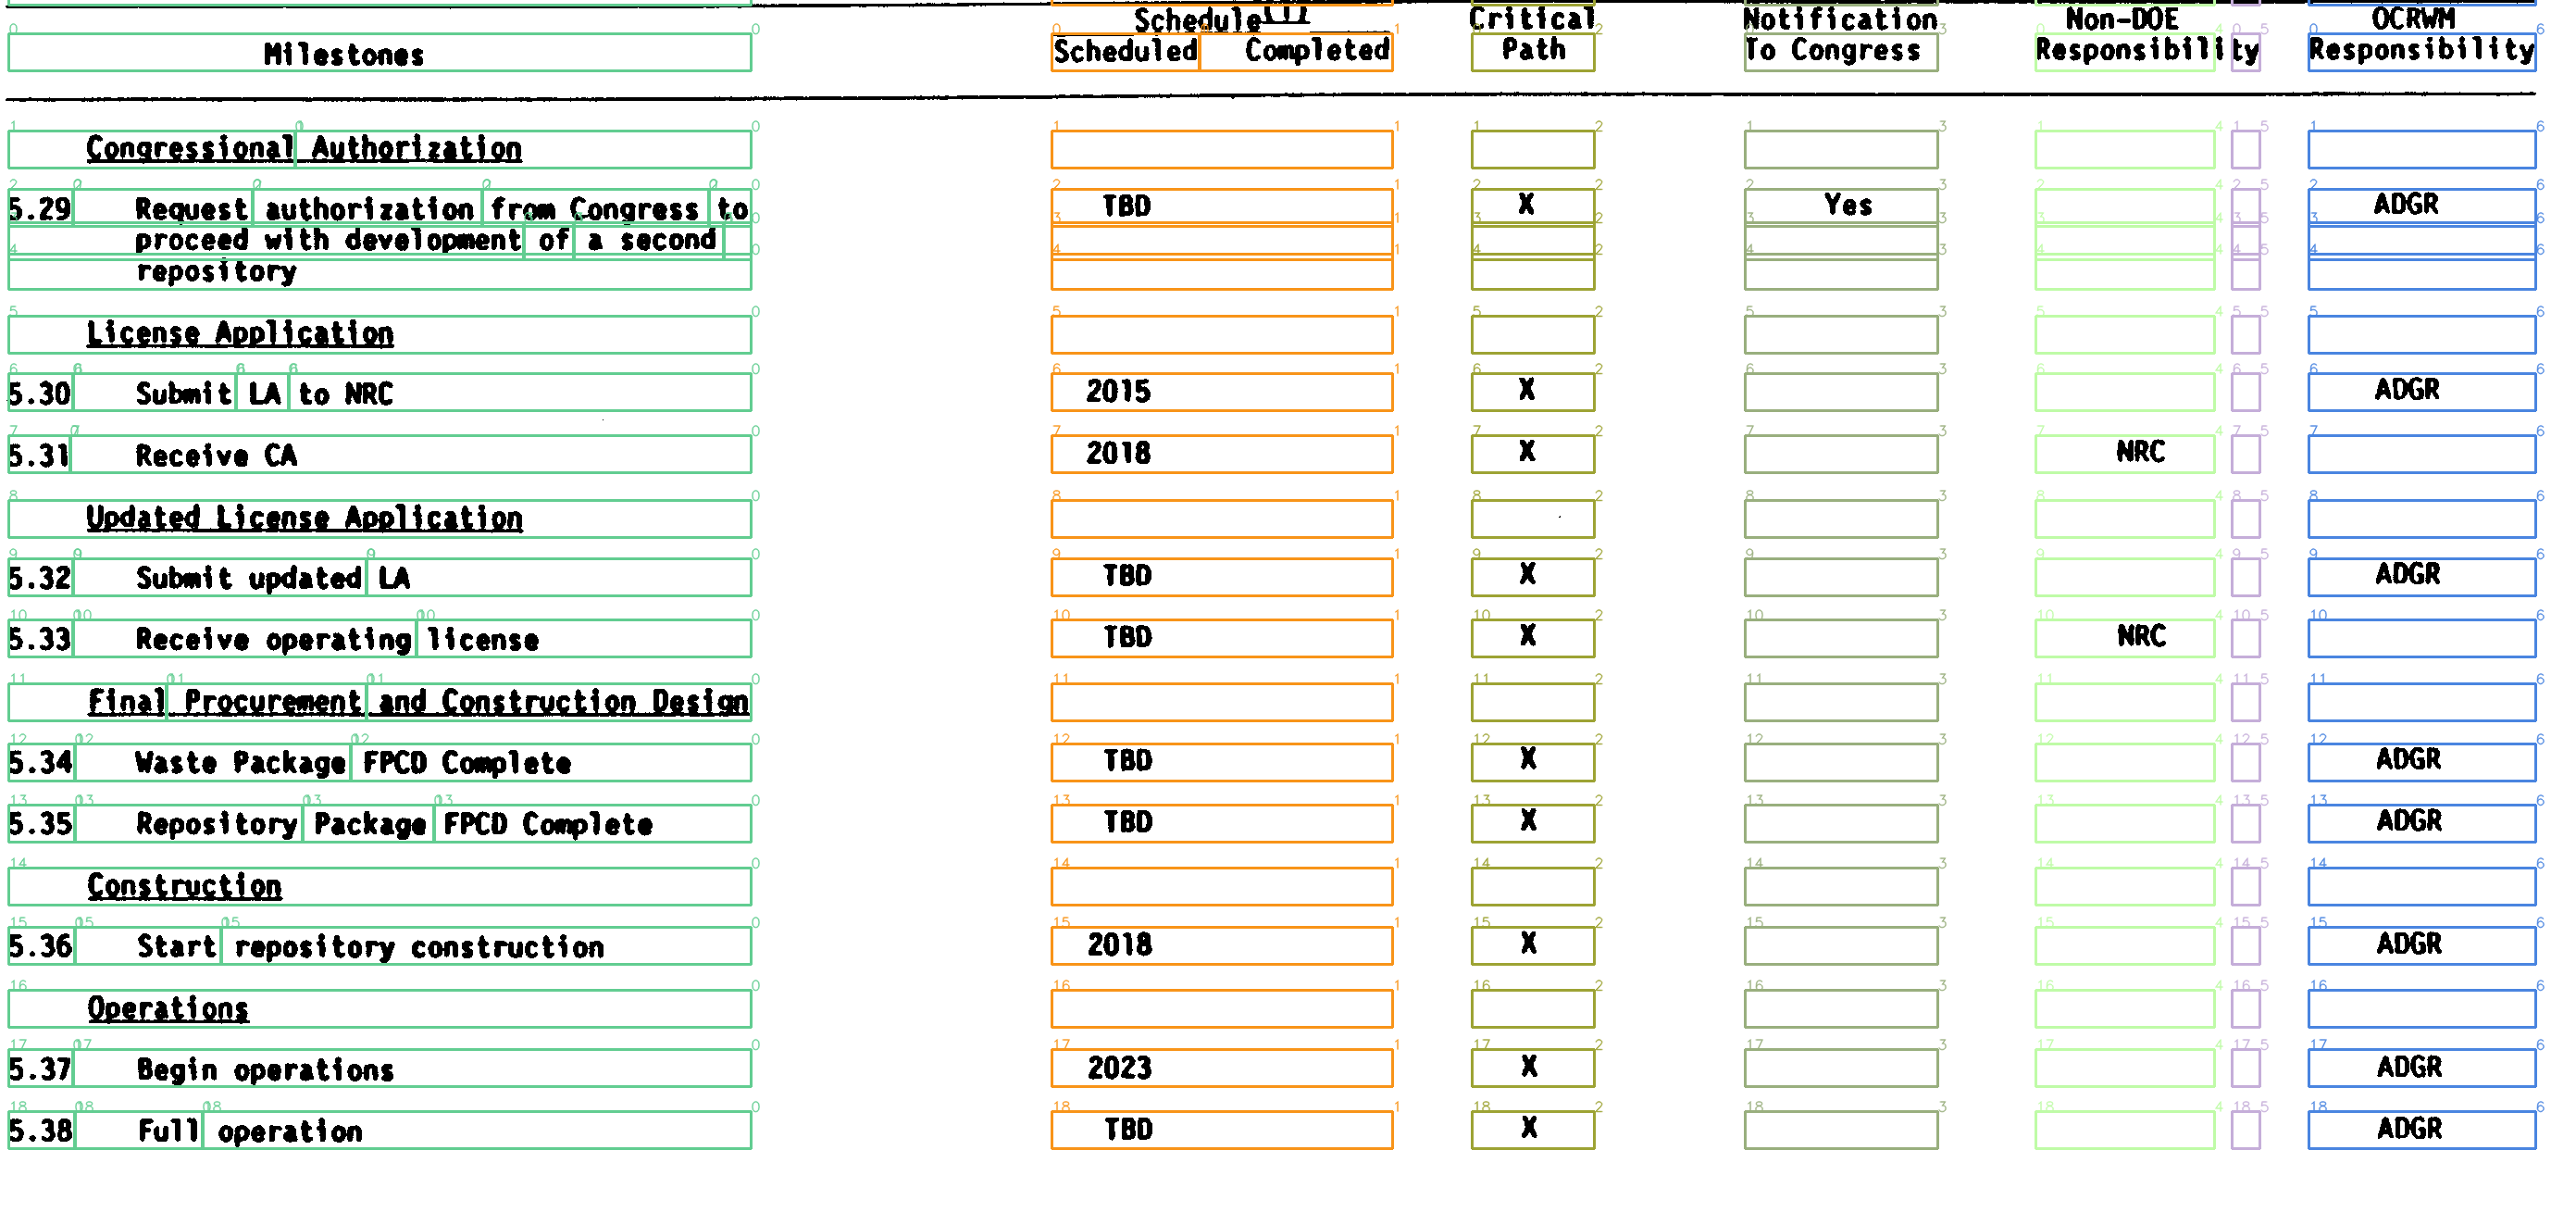 Schedule(1) Critical Notification Non-DOE OCRWM
Milestones Scheduled Completed Path To Congress Responsibility Responsibility
Congressional Authorization
5.29 Request authorization from Congress to TBD X Yes ADGR
proceed with development of a second
repository
License Application
5.30 Submit LA to NRC 2015 X ADGR
5.31 Receive CA 2018 X NRC
Updated License Application
5.32 Submit updated LA TBD X ADGR
5.33 Receive operating license TBD X NRC
Final Procurement and Construction Design
5.34 Waste Package FPCD Complete TBD X ADGR
5.35 Repository Package FPCD Complete TBD X ADGR
Construction
5.36 Start repository construction 2018 X ADGR
Operations
5.37 Begin operations 2023 X ADGR
5.38 Full operation TBD X ADGR